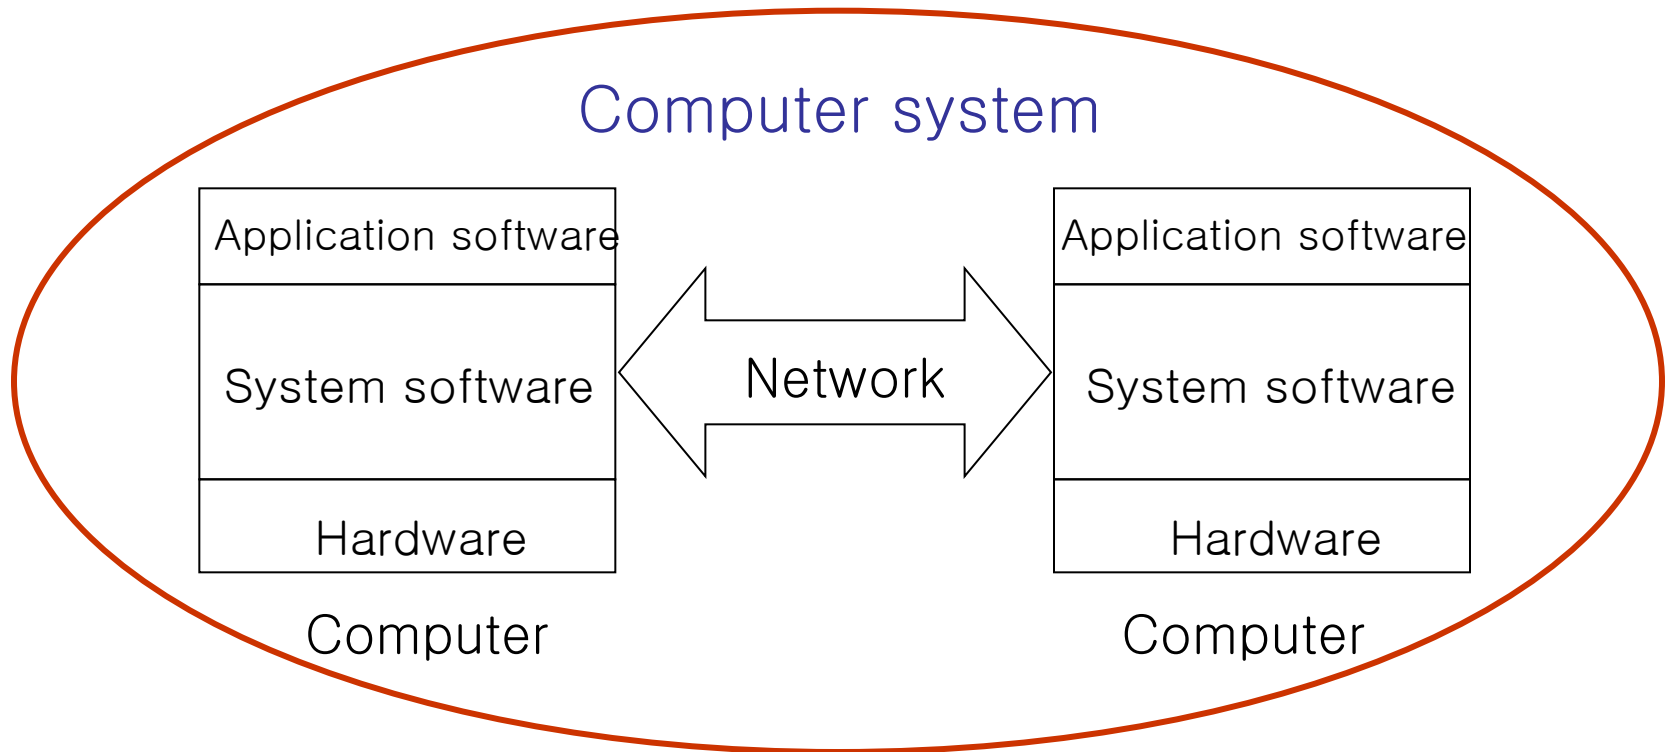 Computer system
Application software
System software
Hardware
Computer
Network
Application software
System software
Hardware
Computer